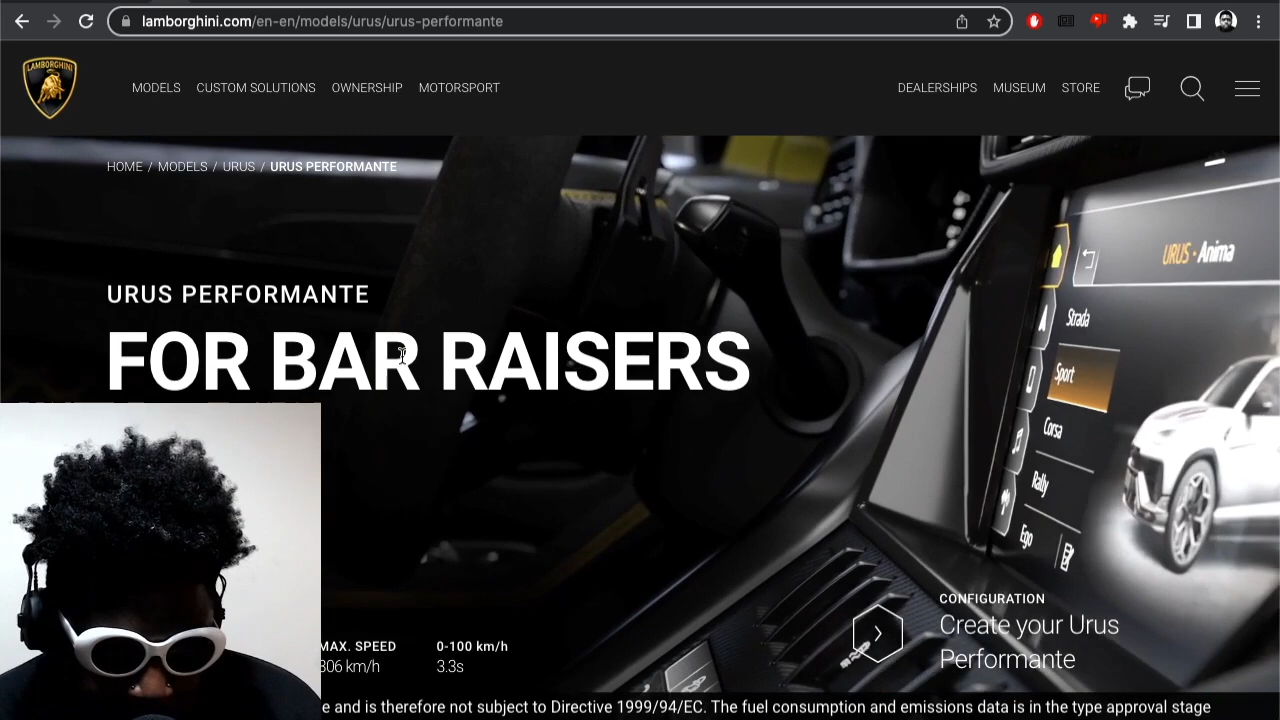 lamborghini.com/en-en/models/urus/urus-performante
LAMBORGHINI
MODELS CUSTOM SOLUTIONS OWNERSHIP MOTORSPORT
DEALERSHIPS MUSEUM STORE
HOME / MODELS / URUS / URUS PERFORMANTE
URUS PERFORMANTE
FOR BAR RAISERS
URUS • Anima
Strada
Sport
Corsa
Rally
Ego
MAX. SPEED
306 km/h
0-100 km/h
3.3s
CONFIGURATION
Create your Urus
Performante
e and is therefore not subject to Directive 1999/94/EC. The fuel consumption and emissions data is in the type approval stage